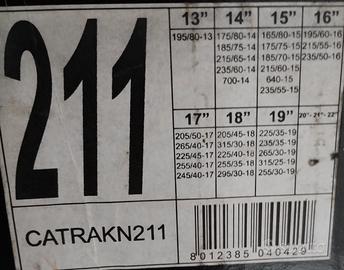 211
13" 14" 15" 16"
195/80-13 175/80-14 165/80-15 195/60-16
185/75-14 175/75-15 215/55-16
215/65-14 185/70-15 235/50-16
235/60-14 215/60-15
700-14 640-15
235/55-15
17" 18" 19" 20"- 21"- 22"
205/50-17 205/45-18 225/35-19
265/40-17 315/30-18 235/35-19
225/45-17 225/40-18 265/30-19
255/40-17 255/35-18 315/25-19
245/40-17 295/30-18 255/30-19
CATRAKN211
8 012385 040429